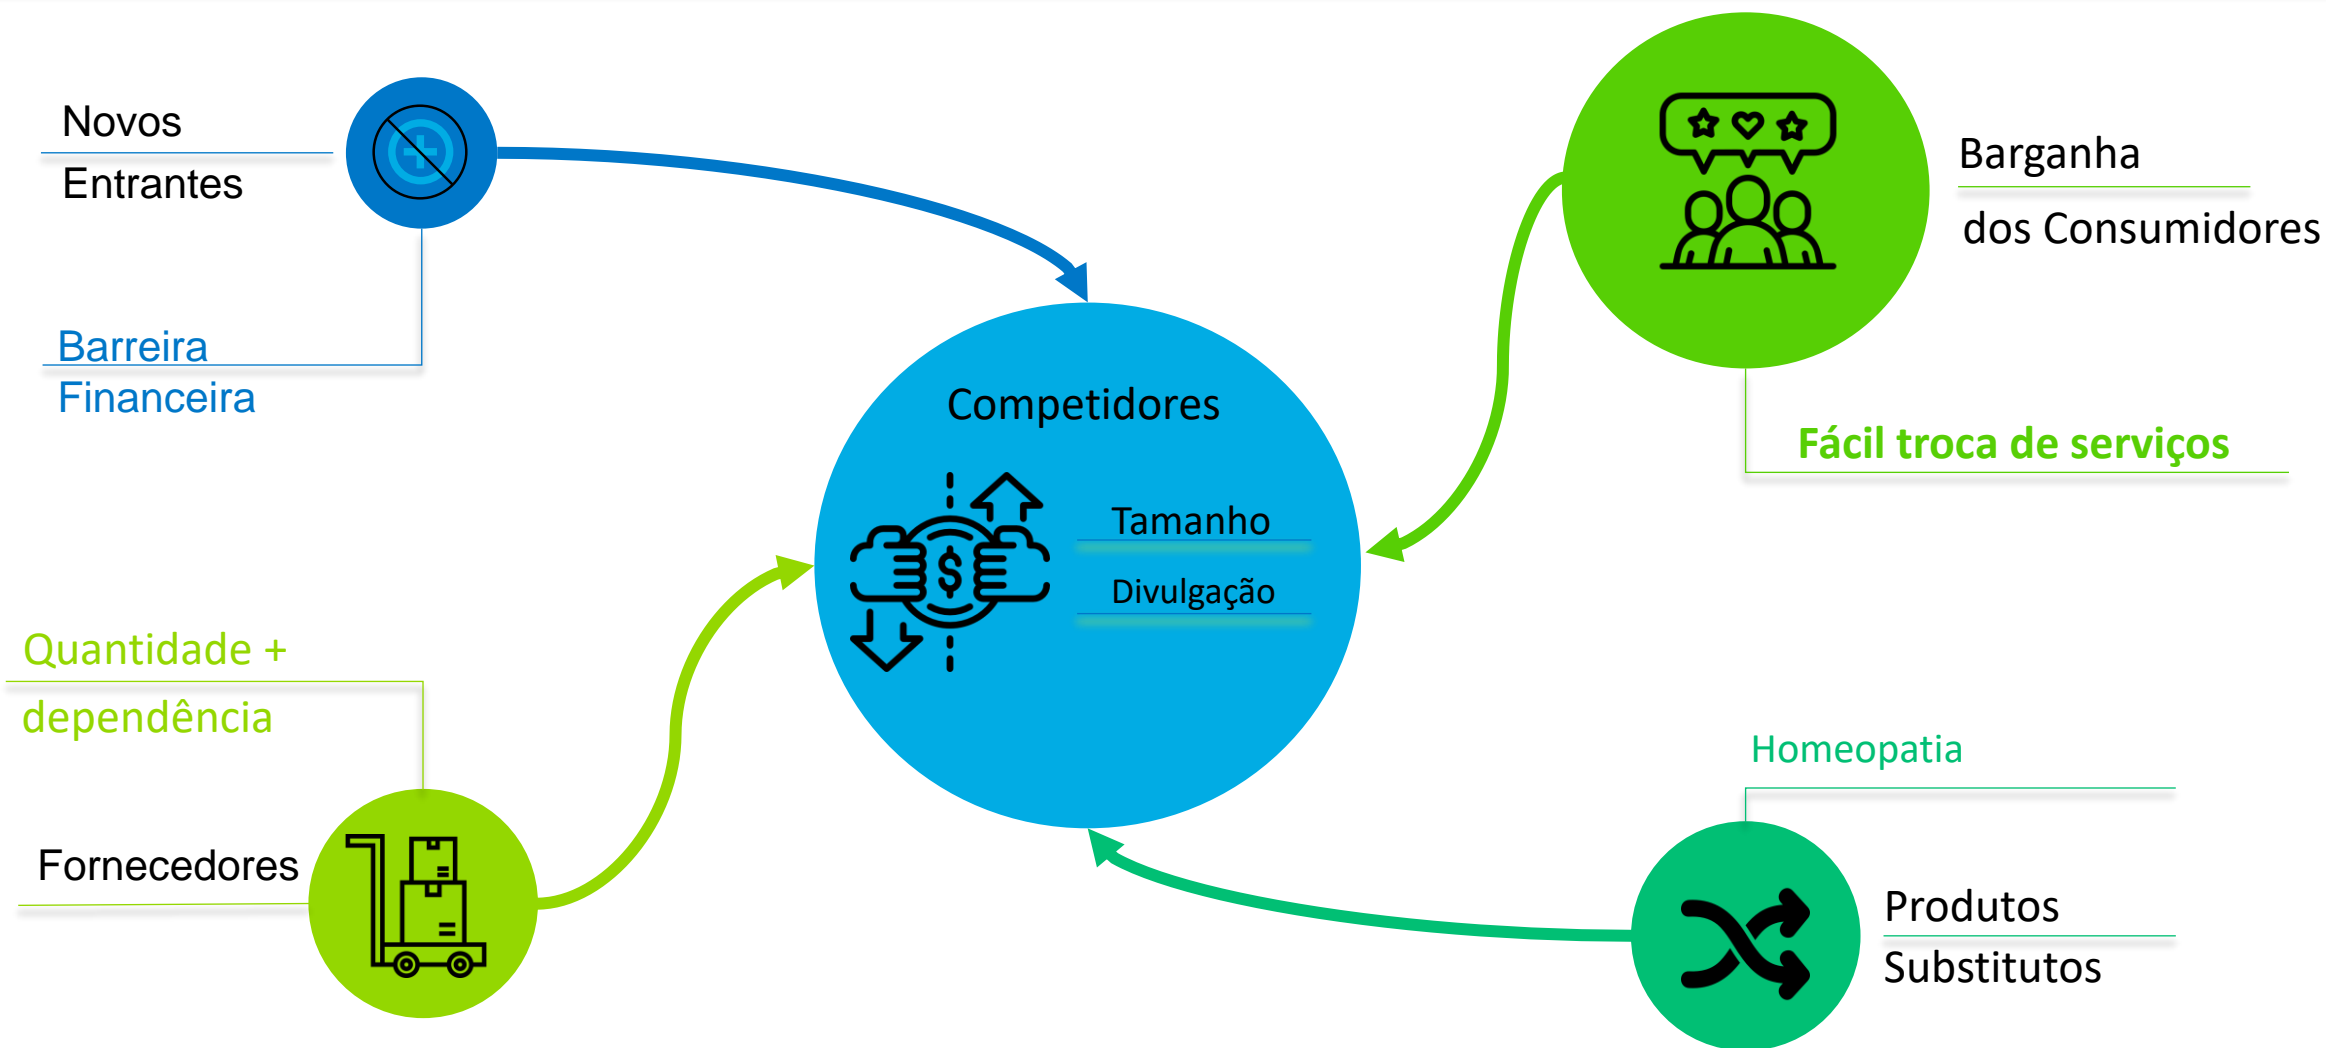 Novos
Entrantes
Barreira
Financeira
Barganha
dos Consumidores
Fácil troca de serviços
Competidores
$
Tamanho
Divulgação
Quantidade +
dependência
Fornecedores
Homeopatia
Produtos
Substitutos